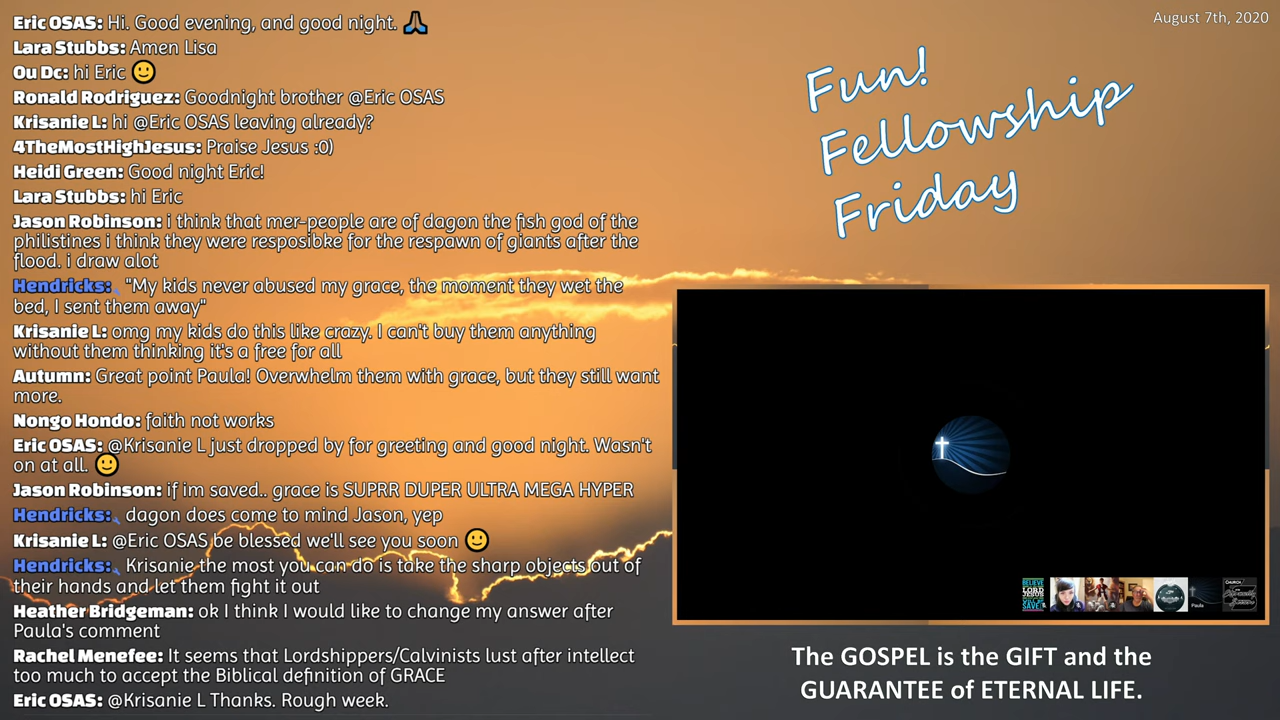 Eric OSAS: Hi. Good evening, and good night. 🙏
Lara Stubbs: Amen Lisa
Ou Dc: hi Eric 🙂
Ronald Rodriguez: Goodnight brother @Eric OSAS
Krisanie L: hi @Eric OSAS leaving already?
4TheMostHighJesus: Praise Jesus :0)
Heidi Green: Good night Eric!
Lara Stubbs: hi Eric
Jason Robinson: i think that mer-people are of dagon the fish god of the
philistines i think they were resposibke for the respawn of giants after the
flood. i draw alot
Hendricks: "My kids never abused my grace, the moment they wet the
bed, I sent them away"
Krisanie L: omg my kids do this like crazy. I can't buy them anything
without them thinking it's a free for all
Autumn: Great point Paula! Overwhelm them with grace, but they still want
more.
Nongo Hondo: faith not works
Eric OSAS: @Krisanie L just dropped by for greeting and good night. Wasn't
on at all. 🙂
Jason Robinson: if im saved.. grace is SUPRR DUPER ULTRA MEGA HYPER
Hendricks: dagon does come to mind Jason, yep
Krisanie L: @Eric OSAS be blessed we'll see you soon 🙂
Hendricks: Krisanie the most you can do is take the sharp objects out of
their hands and let them fight it out
Heather Bridgeman: ok I think I would like to change my answer after
Paula's comment
Rachel Menefee: It seems that Lordshippers/Calvinists lust after intellect
too much to accept the Biblical definition of GRACE
Eric OSAS: @Krisanie L Thanks. Rough week.
August 7th, 2020
Fun!
Fellowship
Friday
BELIEVE
LORD
JESUS
SAVE
Paula
CHURCH
The GOSPEL is the GIFT and the
GUARANTEE of ETERNAL LIFE.